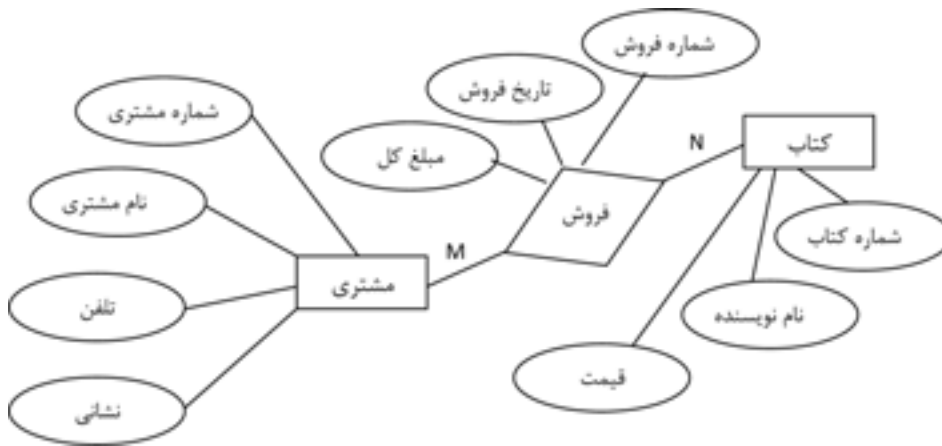 شماره فروش
تاریخ فروش
شماره مشتری
مبلغ کل
N
کتاب
نام مشتری
فروش
شماره کتاب
M
مشتری
تلفن
نام نویسنده
قیمت
نشانی